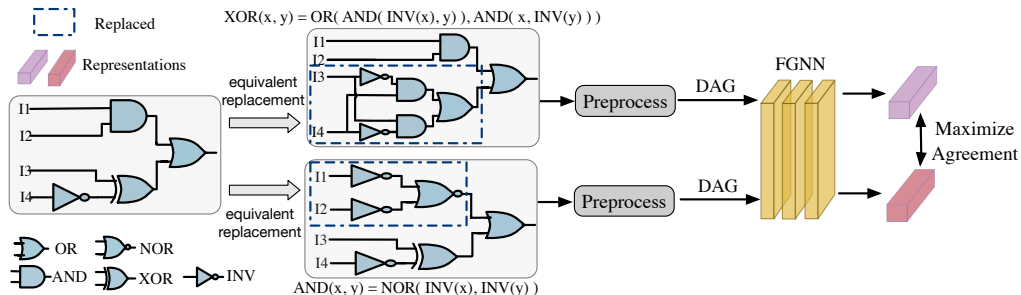 Replaced
Representations
XOR(x, y) = OR( AND( INV(x), y) ), AND( x, INV(y) ) )
I1
I2
I3
I4
equivalent
replacement
I1
I2
I3
I4
equivalent
replacement
I1
I2
I3
I4
AND(x, y) = NOR( INV(x), INV(y) )
Preprocess
DAG
Preprocess
DAG
FGNN
Maximize
Agreement
OR
NOR
AND
XOR
INV